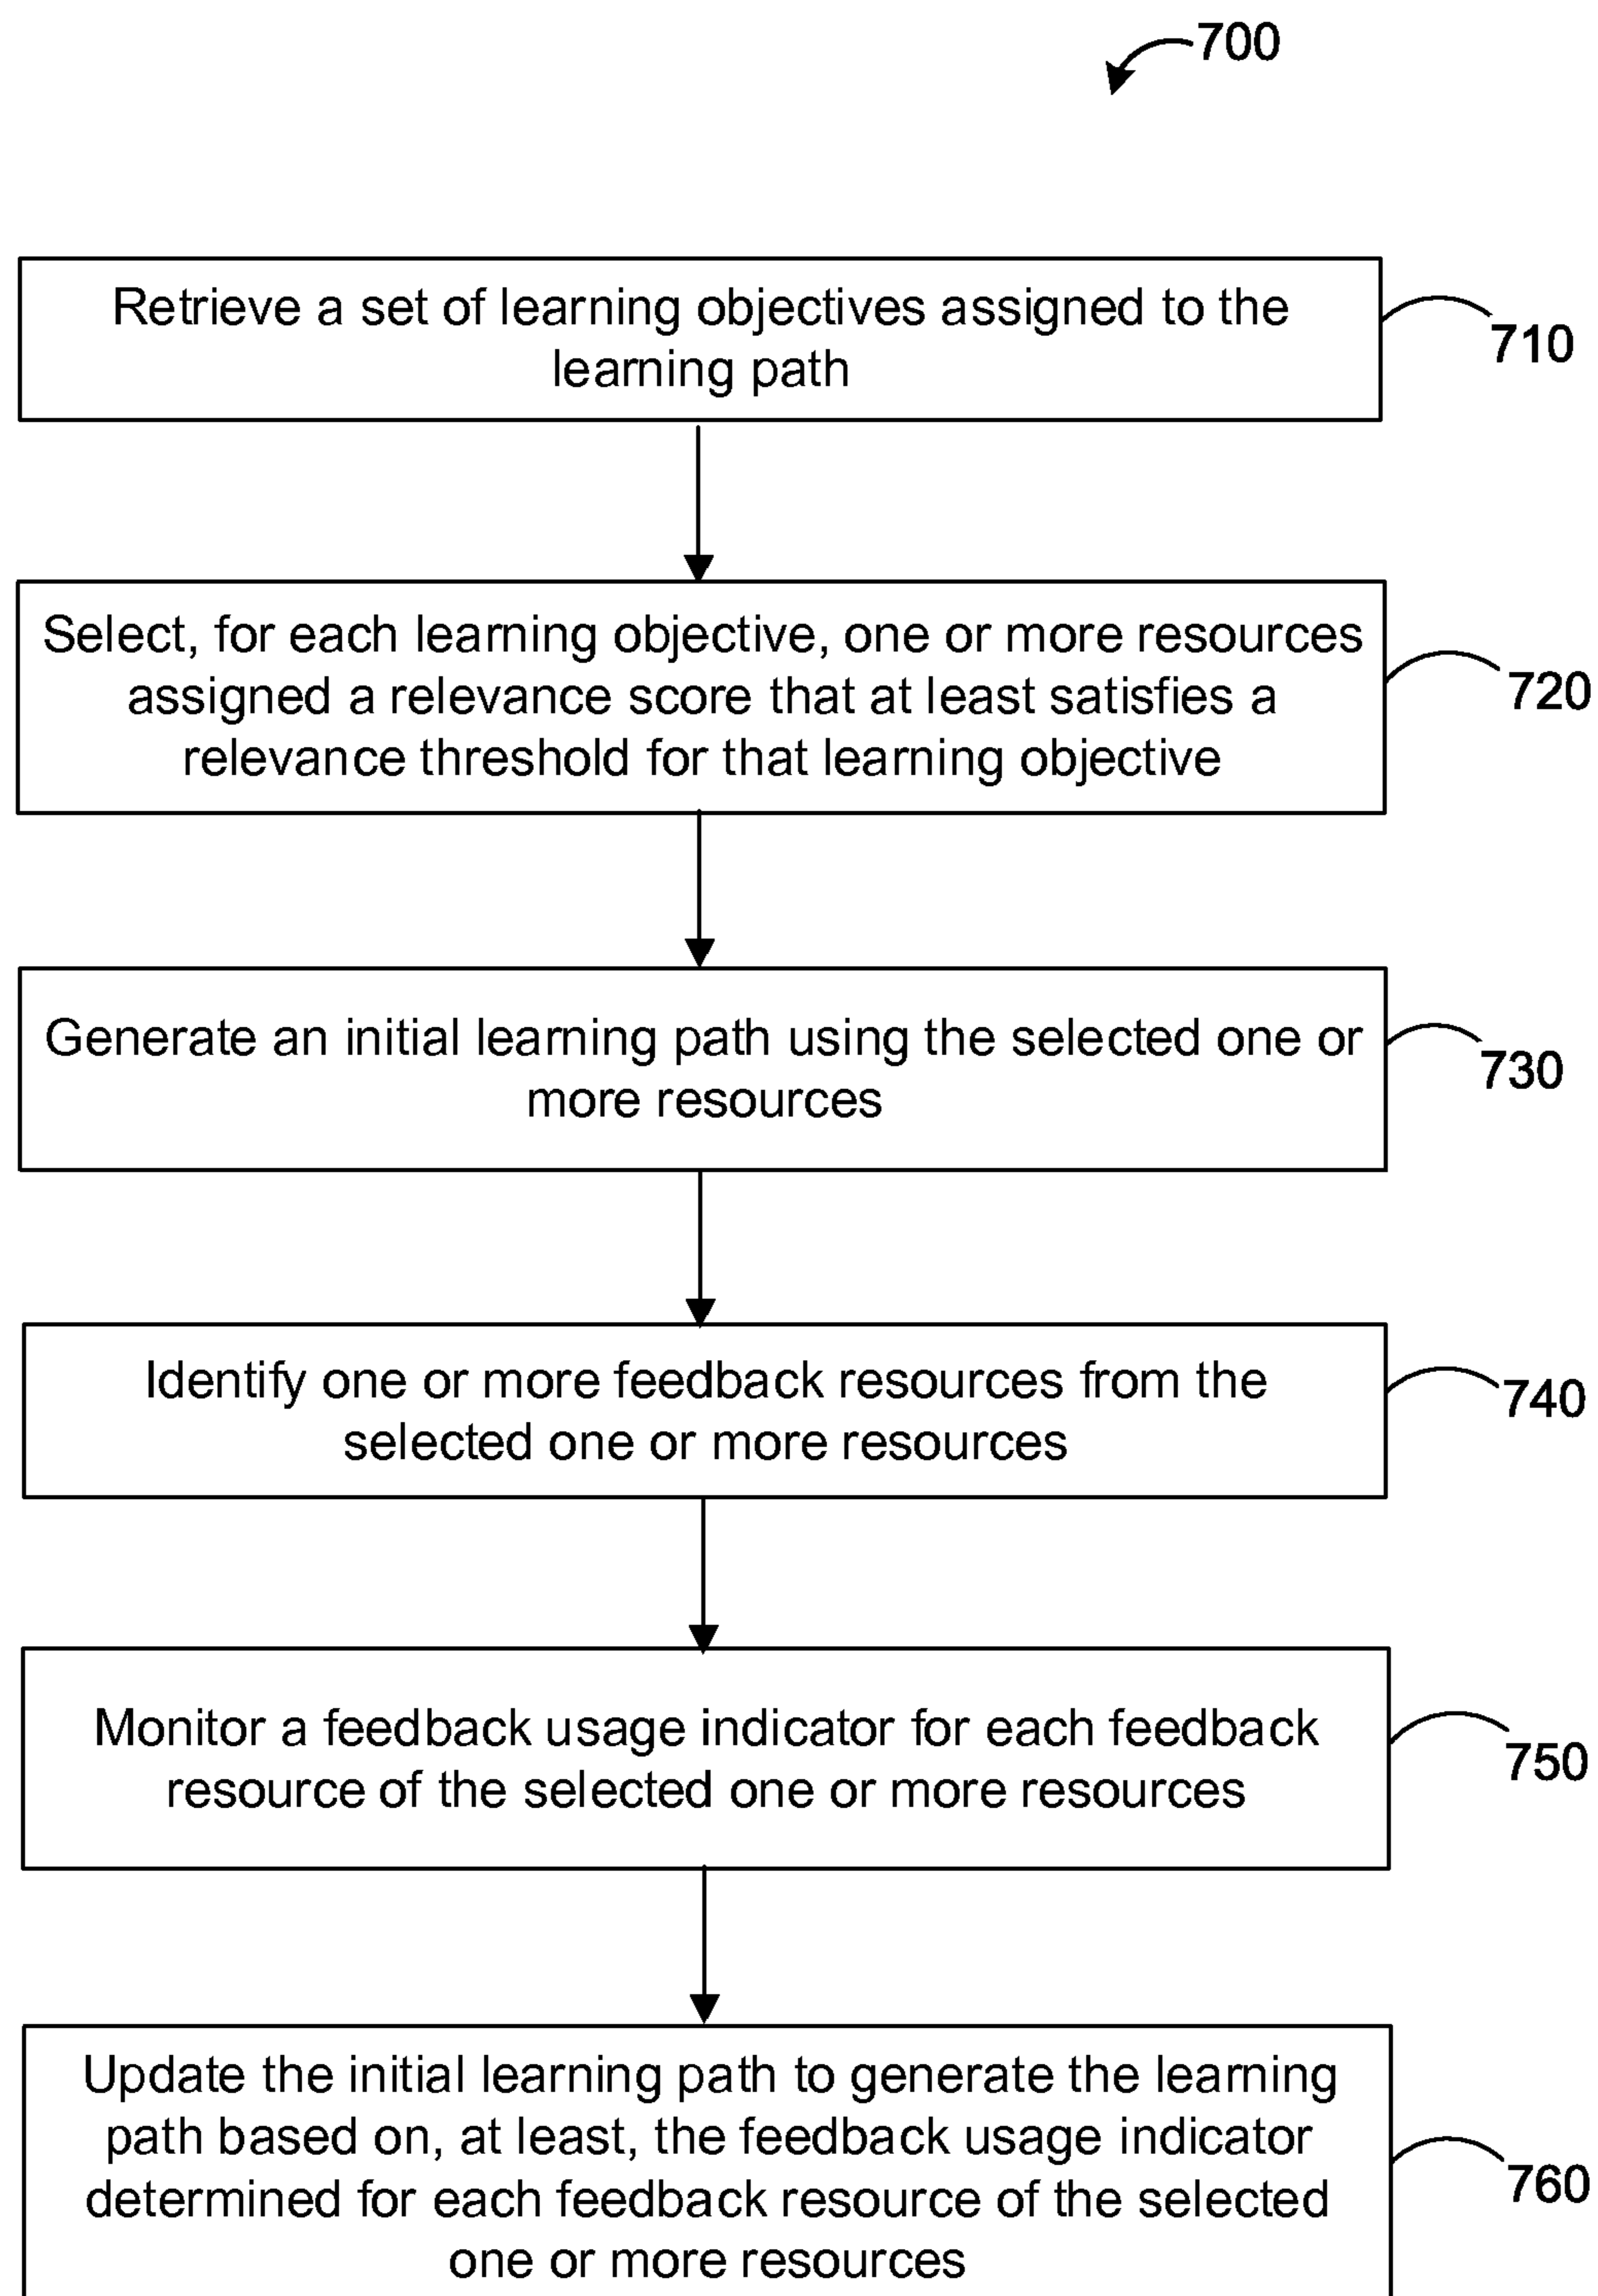 700
Retrieve a set of learning objectives assigned to the
learning path
710
Select, for each learning objective, one or more resources
assigned a relevance score that at least satisfies a
relevance threshold for that learning objective
720
Generate an initial learning path using the selected one or
more resources
730
Identify one or more feedback resources from the
selected one or more resources
740
Monitor a feedback usage indicator for each feedback
resource of the selected one or more resources
750
Update the initial learning path to generate the learning
path based on, at least, the feedback usage indicator
determined for each feedback resource of the selected
one or more resources
760